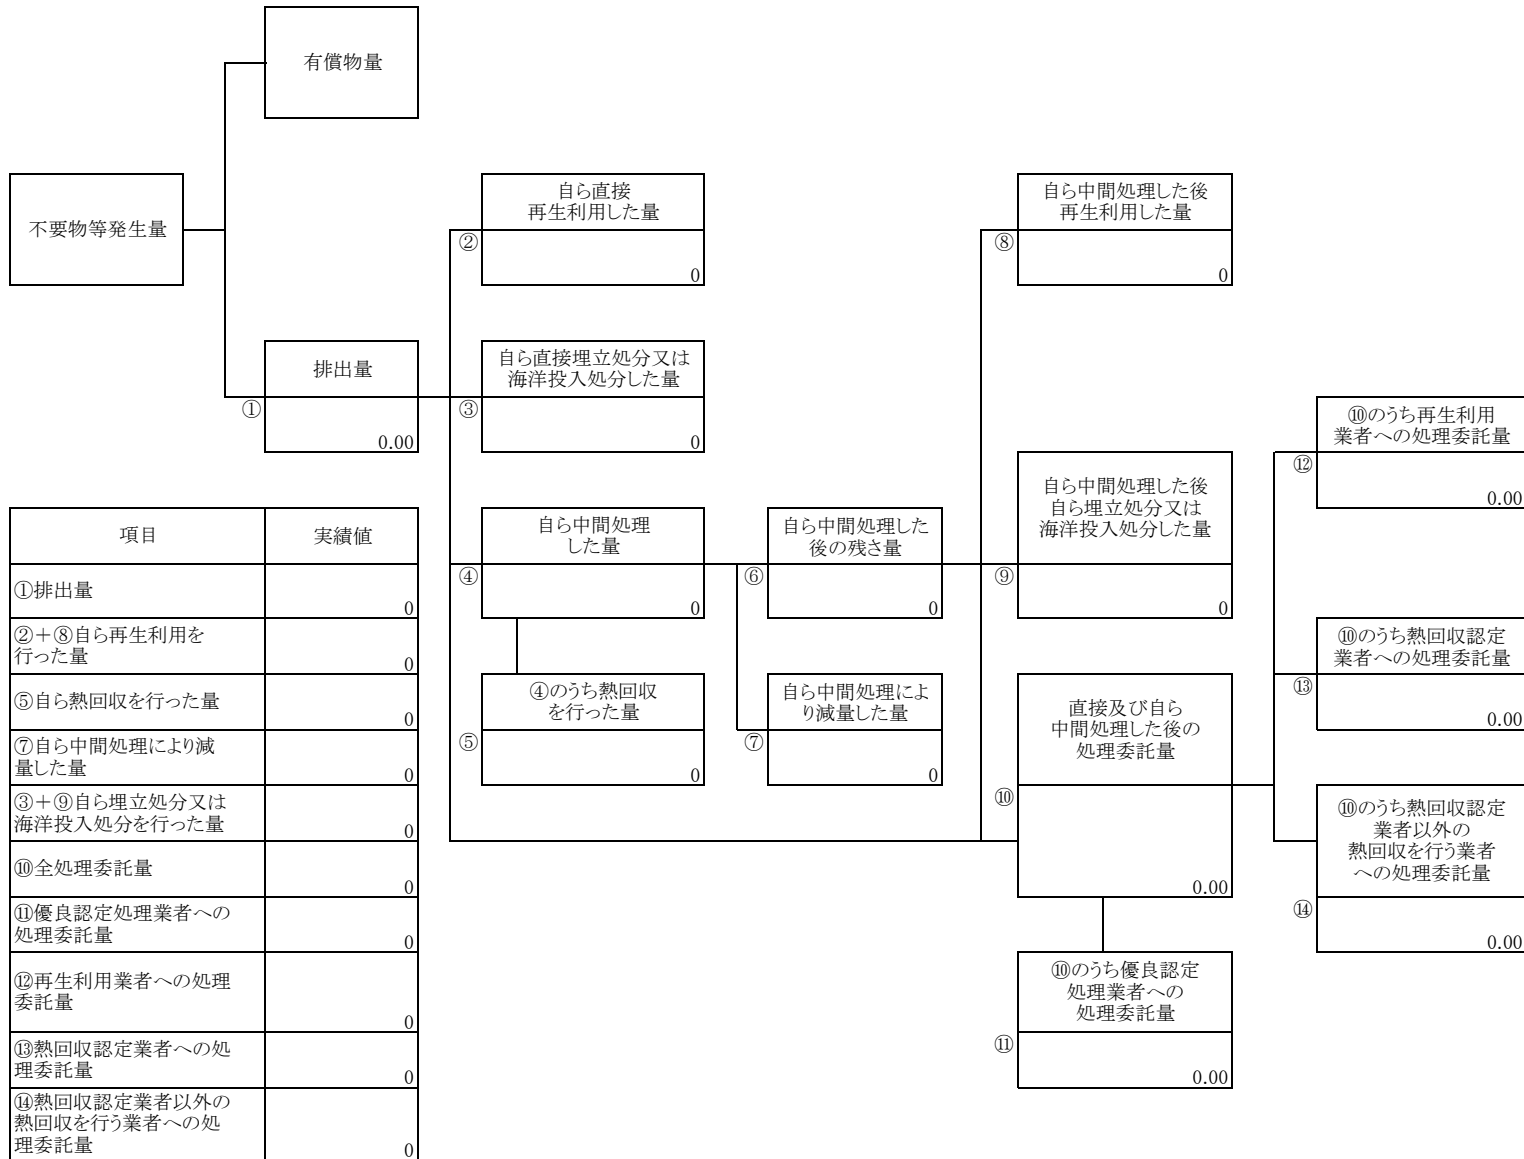 有償物量
不要物等発生量
自ら直接
再生利用した量
②
0
自ら中間処理した後
再生利用した量
⑧
0
排出量
①
0.00
自ら直接埋立処分又は
海洋投入処分した量
③
0
⑩のうち再生利用
業者への処理委託量
⑫
0.00
自ら中間処理した後
自ら埋立処分又は
海洋投入処分した量
⑨
0
自ら中間処理
した量
④
0
自ら中間処理した
後の残さ量
⑥
0
⑩のうち熱回収認定
業者への処理委託量
⑬
0.00
④のうち熱回収
を行った量
⑤
0
自ら中間処理によ
り減量した量
⑦
0
直接及び自ら
中間処理した後の
処理委託量
⑩
0.00
⑩のうち熱回収認定
業者以外の
熱回収を行う業者
への処理委託量
⑭
0.00
⑩のうち優良認定
処理業者への
処理委託量
⑪
0.00
項目 実績値
①排出量
0
②＋⑧自ら再生利用を
行った量
0
⑤自ら熱回収を行った量
0
⑦自ら中間処理により減
量した量
0
③＋⑨自ら埋立処分又は
海洋投入処分を行った量
0
⑩全処理委託量
0
⑪優良認定処理業者への
処理委託量
0
⑫再生利用業者への処理
委託量
0
⑬熱回収認定業者への処
理委託量
0
⑭熱回収認定業者以外の
熱回収を行う業者への処
理委託量
0